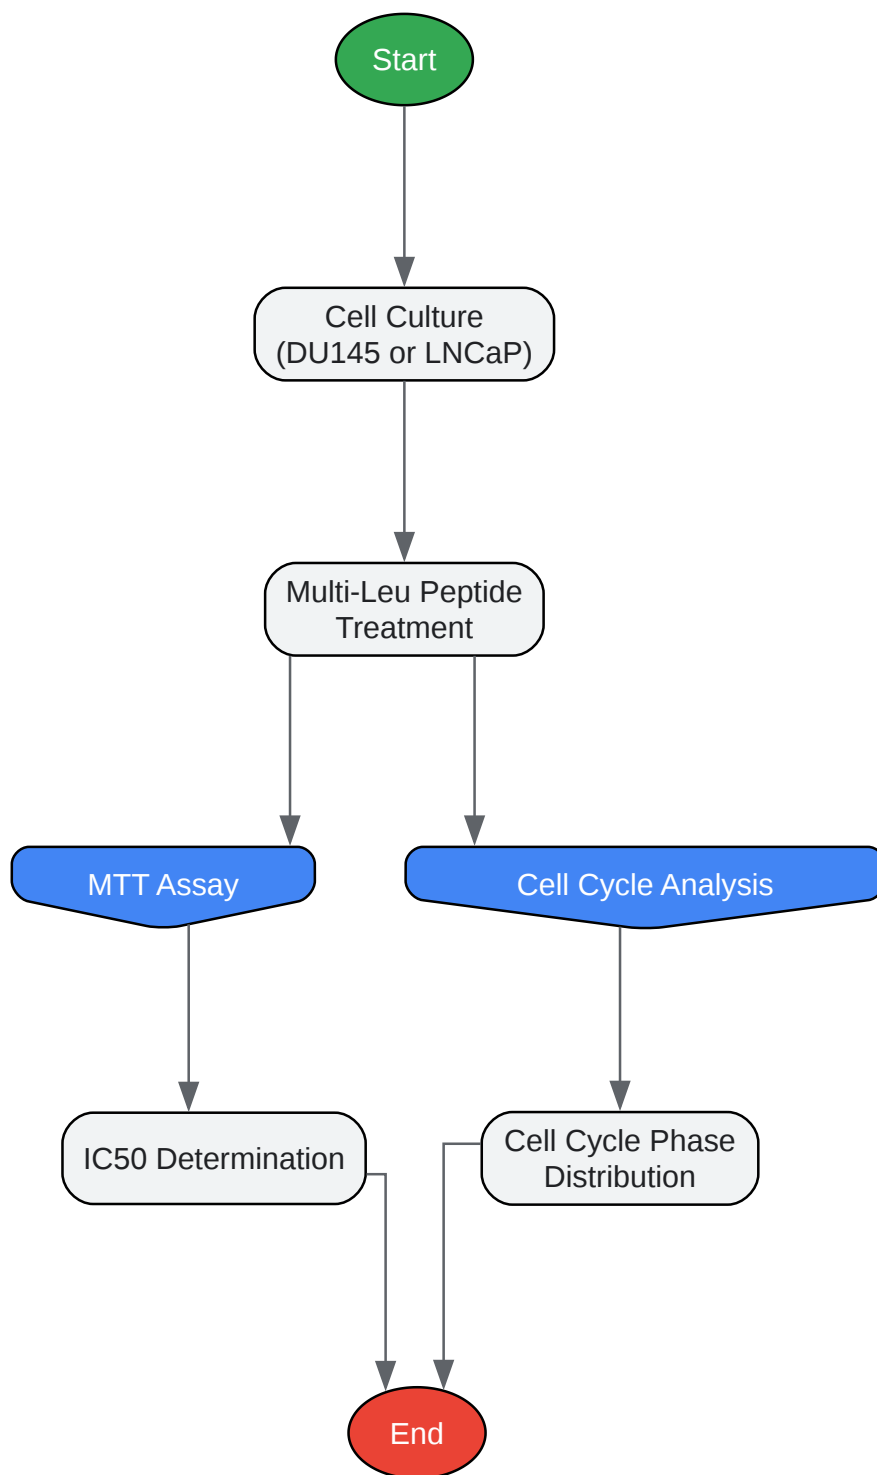 Start
Cell Culture
(DU145 or LNCaP)
Multi-Leu Peptide
Treatment
MTT Assay
Cell Cycle Analysis
IC50 Determination
Cell Cycle Phase
Distribution
End